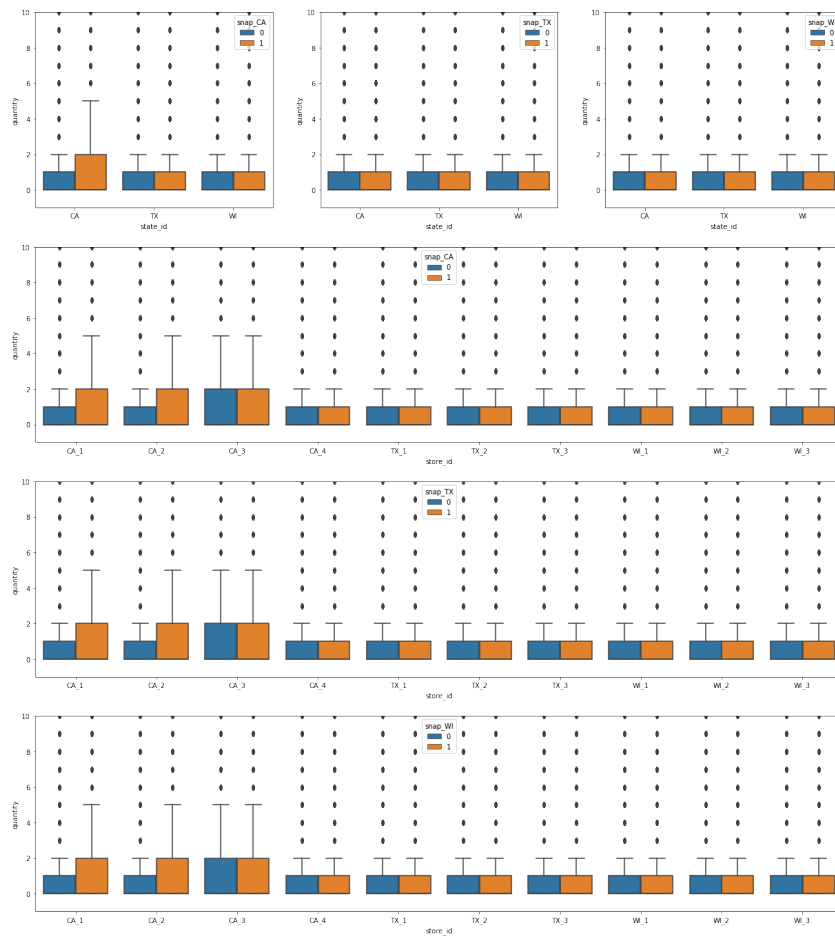 snap_CA
0
1
10
8
6
4
2
0
quantity
CA TX WI
state_id
snap_TX
0
1
10
8
6
4
2
0
quantity
CA TX WI
state_id
snap_W
0
1
10
8
6
4
2
0
quantity
CA TX WI
state_id
snap_CA
0
1
10
8
6
4
2
0
quantity
CA_1 CA_2 CA_3 CA_4 TX_1 TX_2 TX_3 WI_1 WI_2 WI_3
store_id
snap_TX
0
1
10
8
6
4
2
0
quantity
CA_1 CA_2 CA_3 CA_4 TX_1 TX_2 TX_3 WI_1 WI_2 WI_3
store_id
snap_WI
0
1
10
8
6
4
2
0
quantity
CA_1 CA_2 CA_3 CA_4 TX_1 TX_2 TX_3 WI_1 WI_2 WI_3
store_id